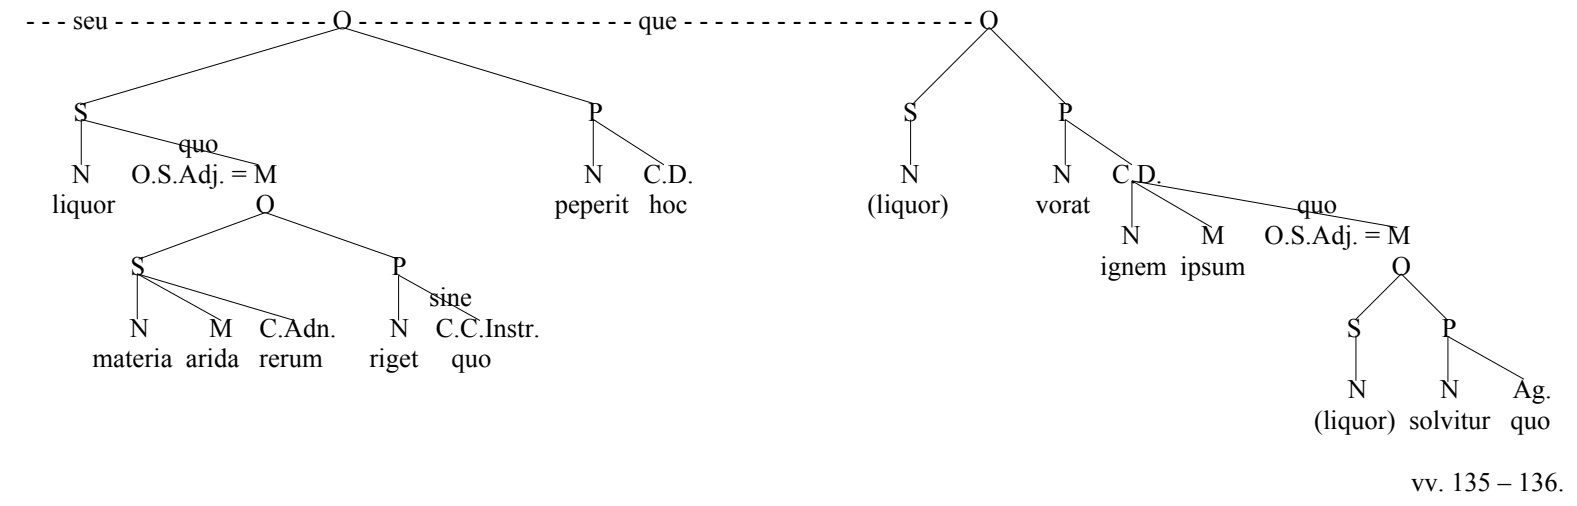 - - - seu - - - - - - - - - - - - - - - - - - O - - - - - - - - - - - - - - - - - - - - - que - - - - - - - - - - - - - - - - - - - - - - O
S P S P
quo
N O.S.Adj. = M N C.D. N N C.D.
liquor O peperit hoc (liquor) vorat quo
N M O.S.Adj. = M
S P ignem ipsum O
sine
N M C.Adn. N C.C.Instr. S P
materia arida rerum riget quo
N N Ag.
(liquor) solvitur quo
vv. 135 – 136.